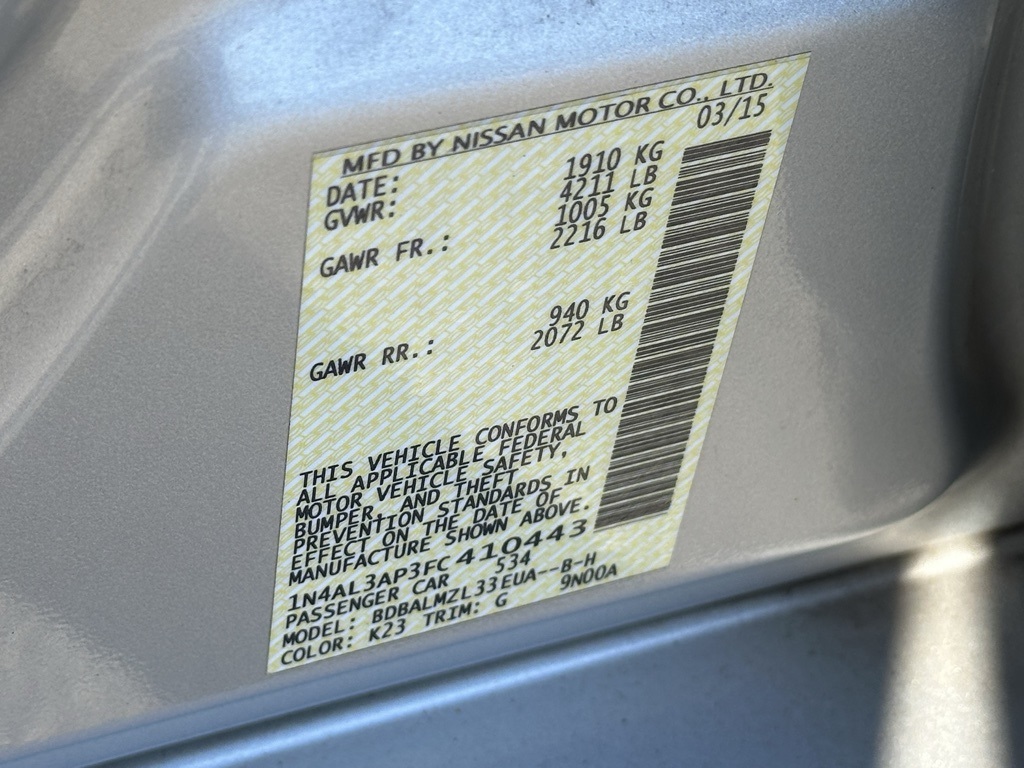 MFD BY NISSAN MOTOR CO., LTD.
DATE: 03/15
GVWR: 1910 KG
4211 LB
GAWR FR.: 1005 KG
2216 LB
GAWR RR.: 940 KG
2072 LB
THIS VEHICLE CONFORMS TO
ALL APPLICABLE FEDERAL
MOTOR VEHICLE SAFETY,
BUMPER, AND THEFT
PREVENTION STANDARDS IN
EFFECT ON THE DATE OF
MANUFACTURE SHOWN ABOVE.
1N4AL3AP3FC410443
PASSENGER CAR 534
MODEL: BDBALMZL33EUA--B-H
COLOR: K23 TRIM: G 9N00A